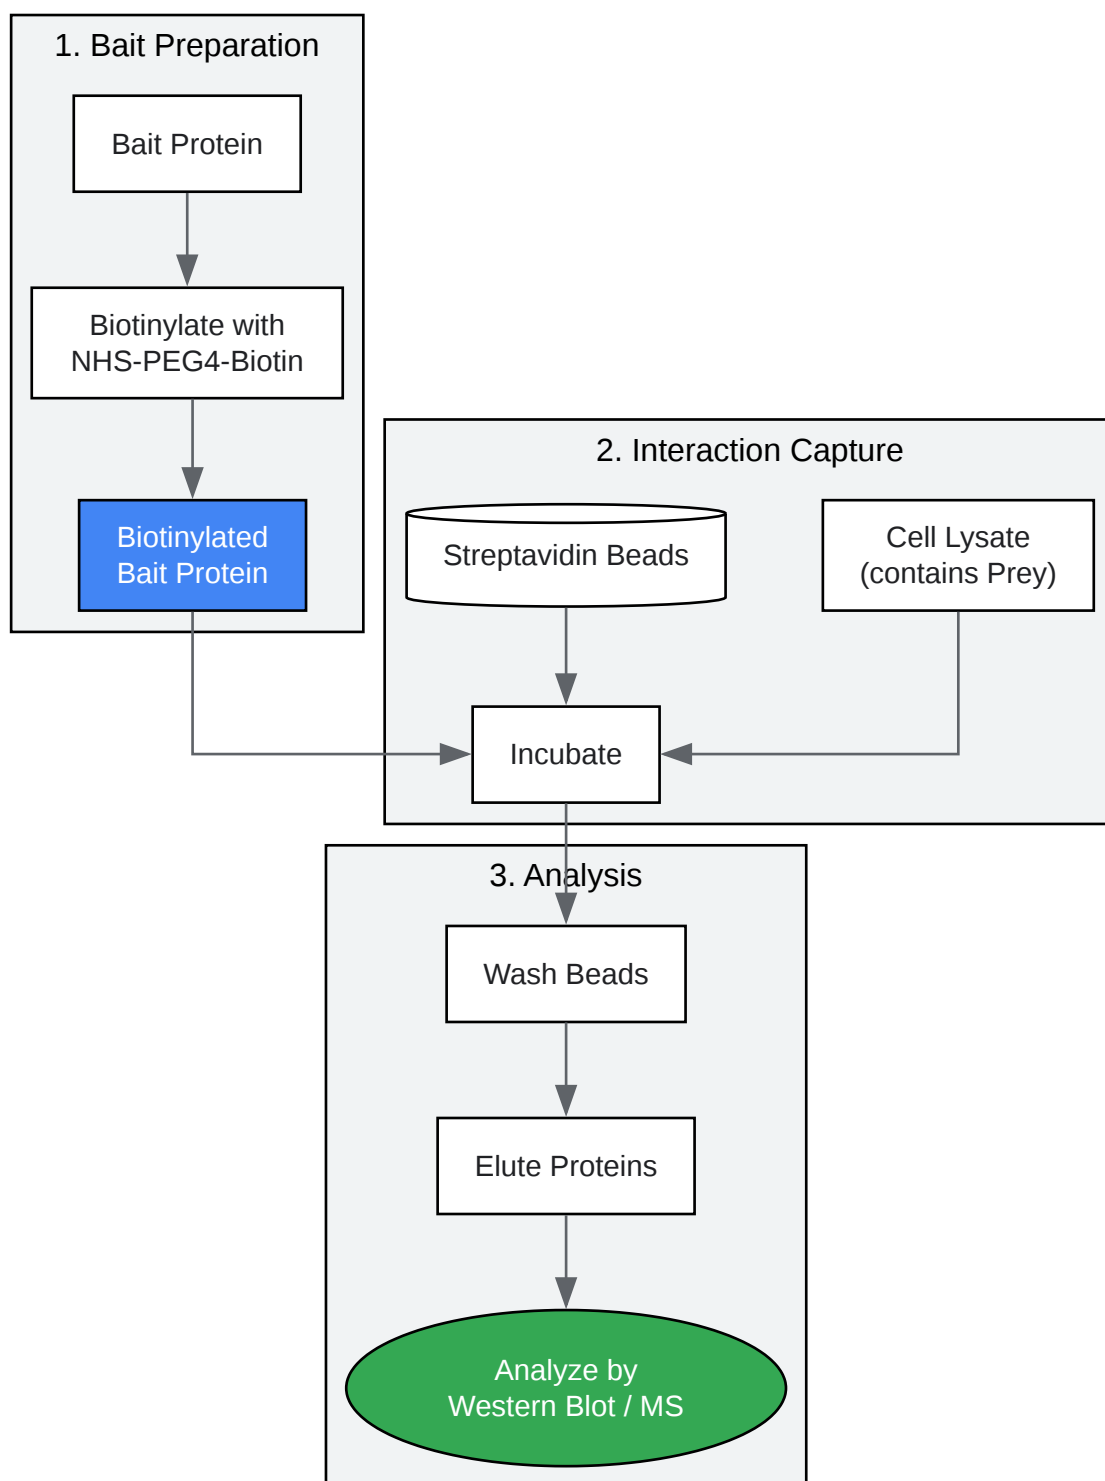 1. Bait Preparation
Bait Protein
Biotinylate with
NHS-PEG4-Biotin
Biotinylated
Bait Protein
2. Interaction Capture
Streptavidin Beads
Cell Lysate
(contains Prey)
Incubate
3. Analysis
Wash Beads
Elute Proteins
Analyze by
Western Blot / MS